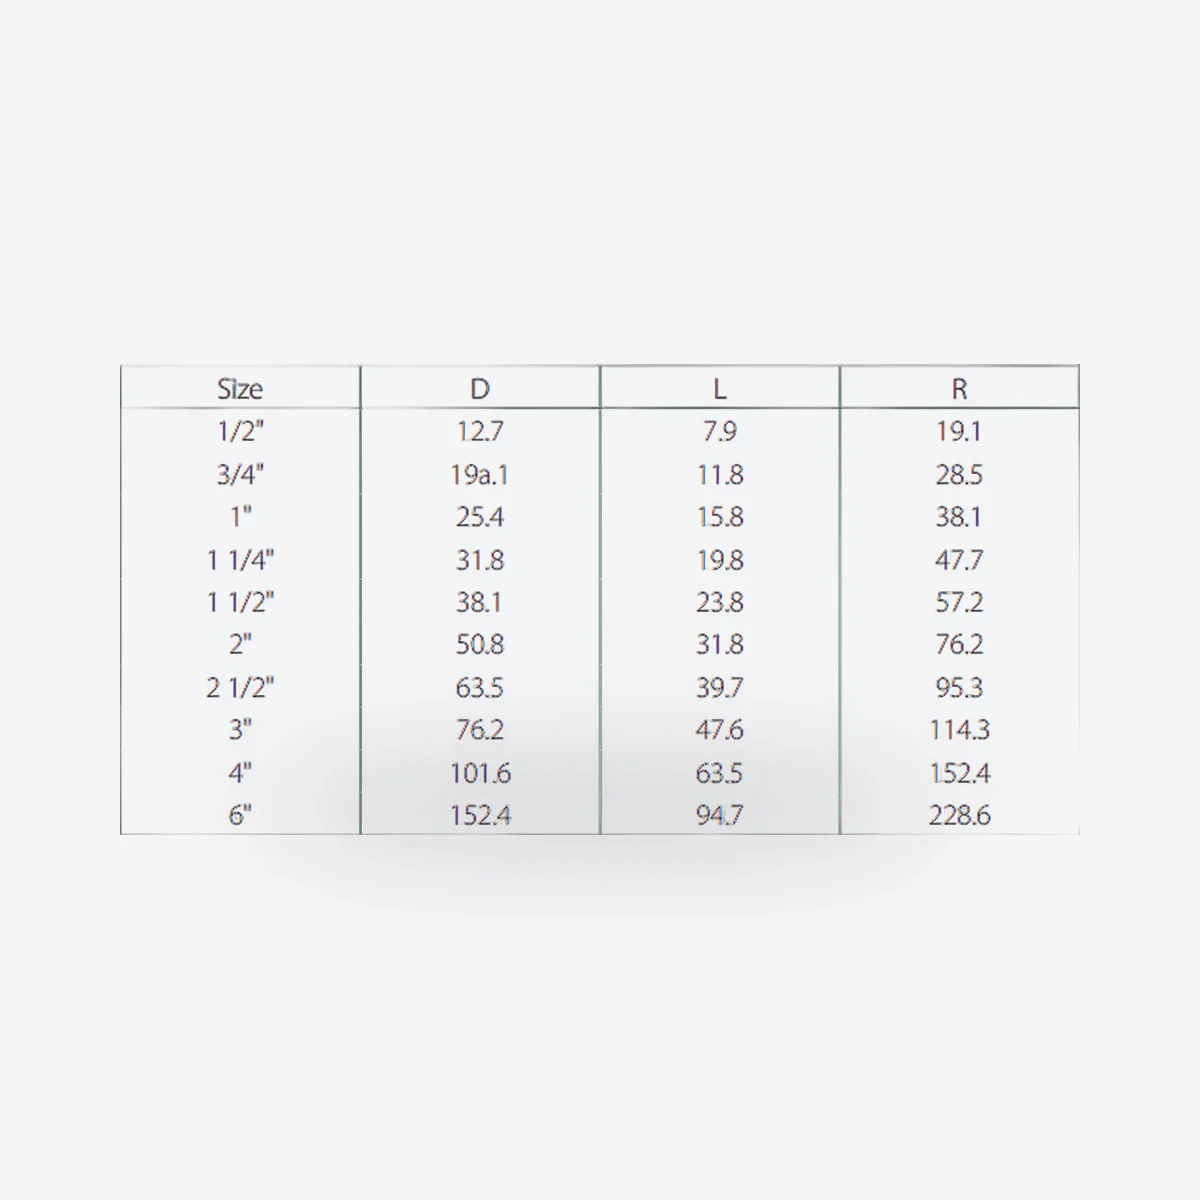 Size D L R
1/2" 12.7 7.9 19.1
3/4" 19a.1 11.8 28.5
1" 25.4 15.8 38.1
1 1/4" 31.8 19.8 47.7
1 1/2" 38.1 23.8 57.2
2" 50.8 31.8 76.2
2 1/2" 63.5 39.7 95.3
3" 76.2 47.6 114.3
4" 101.6 63.5 152.4
6" 152.4 94.7 228.6